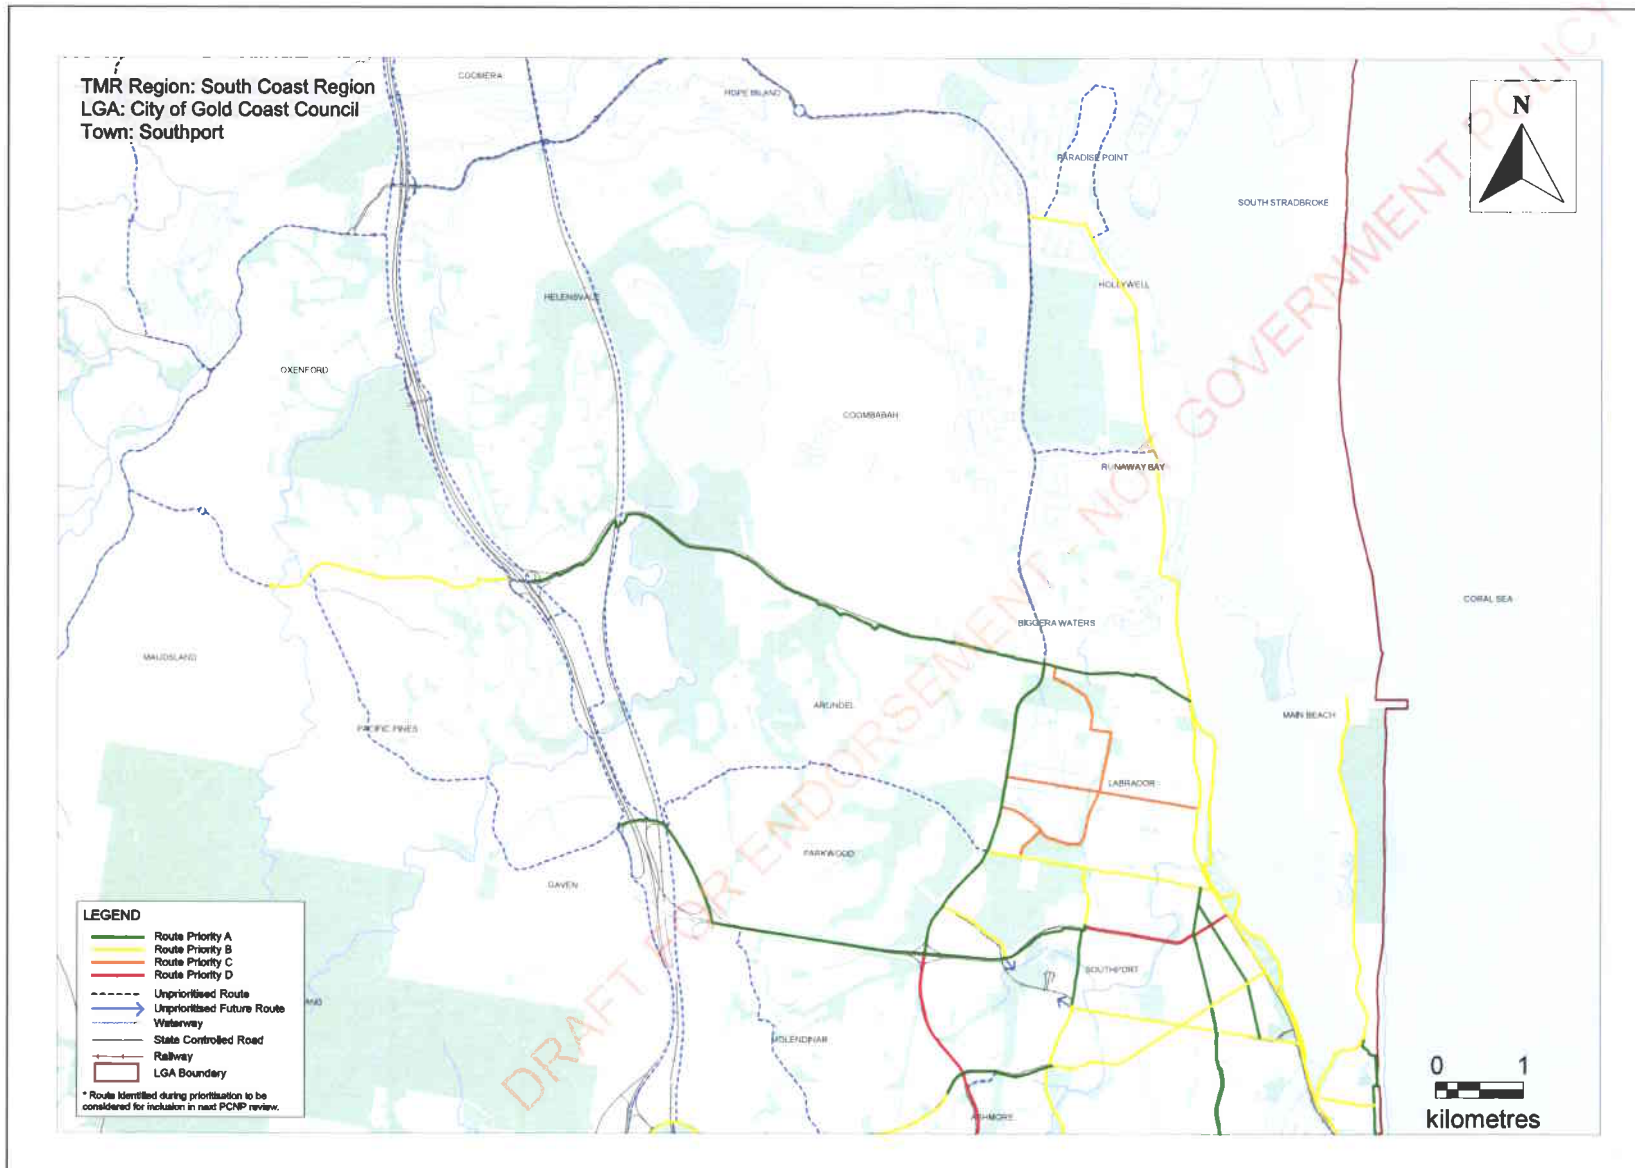 TMR Region: South Coast Region
LGA: City of Gold Coast Council
Town: Southport
COOMERA
HOPE ISLAND
N
PARADISE POINT
SOUTH STRADBROKE
HOLLYWELL
HELENSVALE
OXENFORD
COOMBABAH
RUNAWAY BAY
CORAL SEA
BIGGERA WATERS
MAUDSLAND
ARUNDEL
MAIN BEACH
PACIFIC PINES
LABRADOR
PARKWOOD
GAVEN
SOUTHPORT
MOLENDINAR
ASHMORE
LEGEND
Route Priority A
Route Priority B
Route Priority C
Route Priority D
Unprioritised Route
Unprioritised Future Route
Waterway
State Controlled Road
Railway
LGA Boundary
* Route identified during prioritisation to be
considered for inclusion in next PCNP review.
0 1
kilometres
DRAFT FOR ENDORSEMENT - NOT GOVERNMENT POLICY